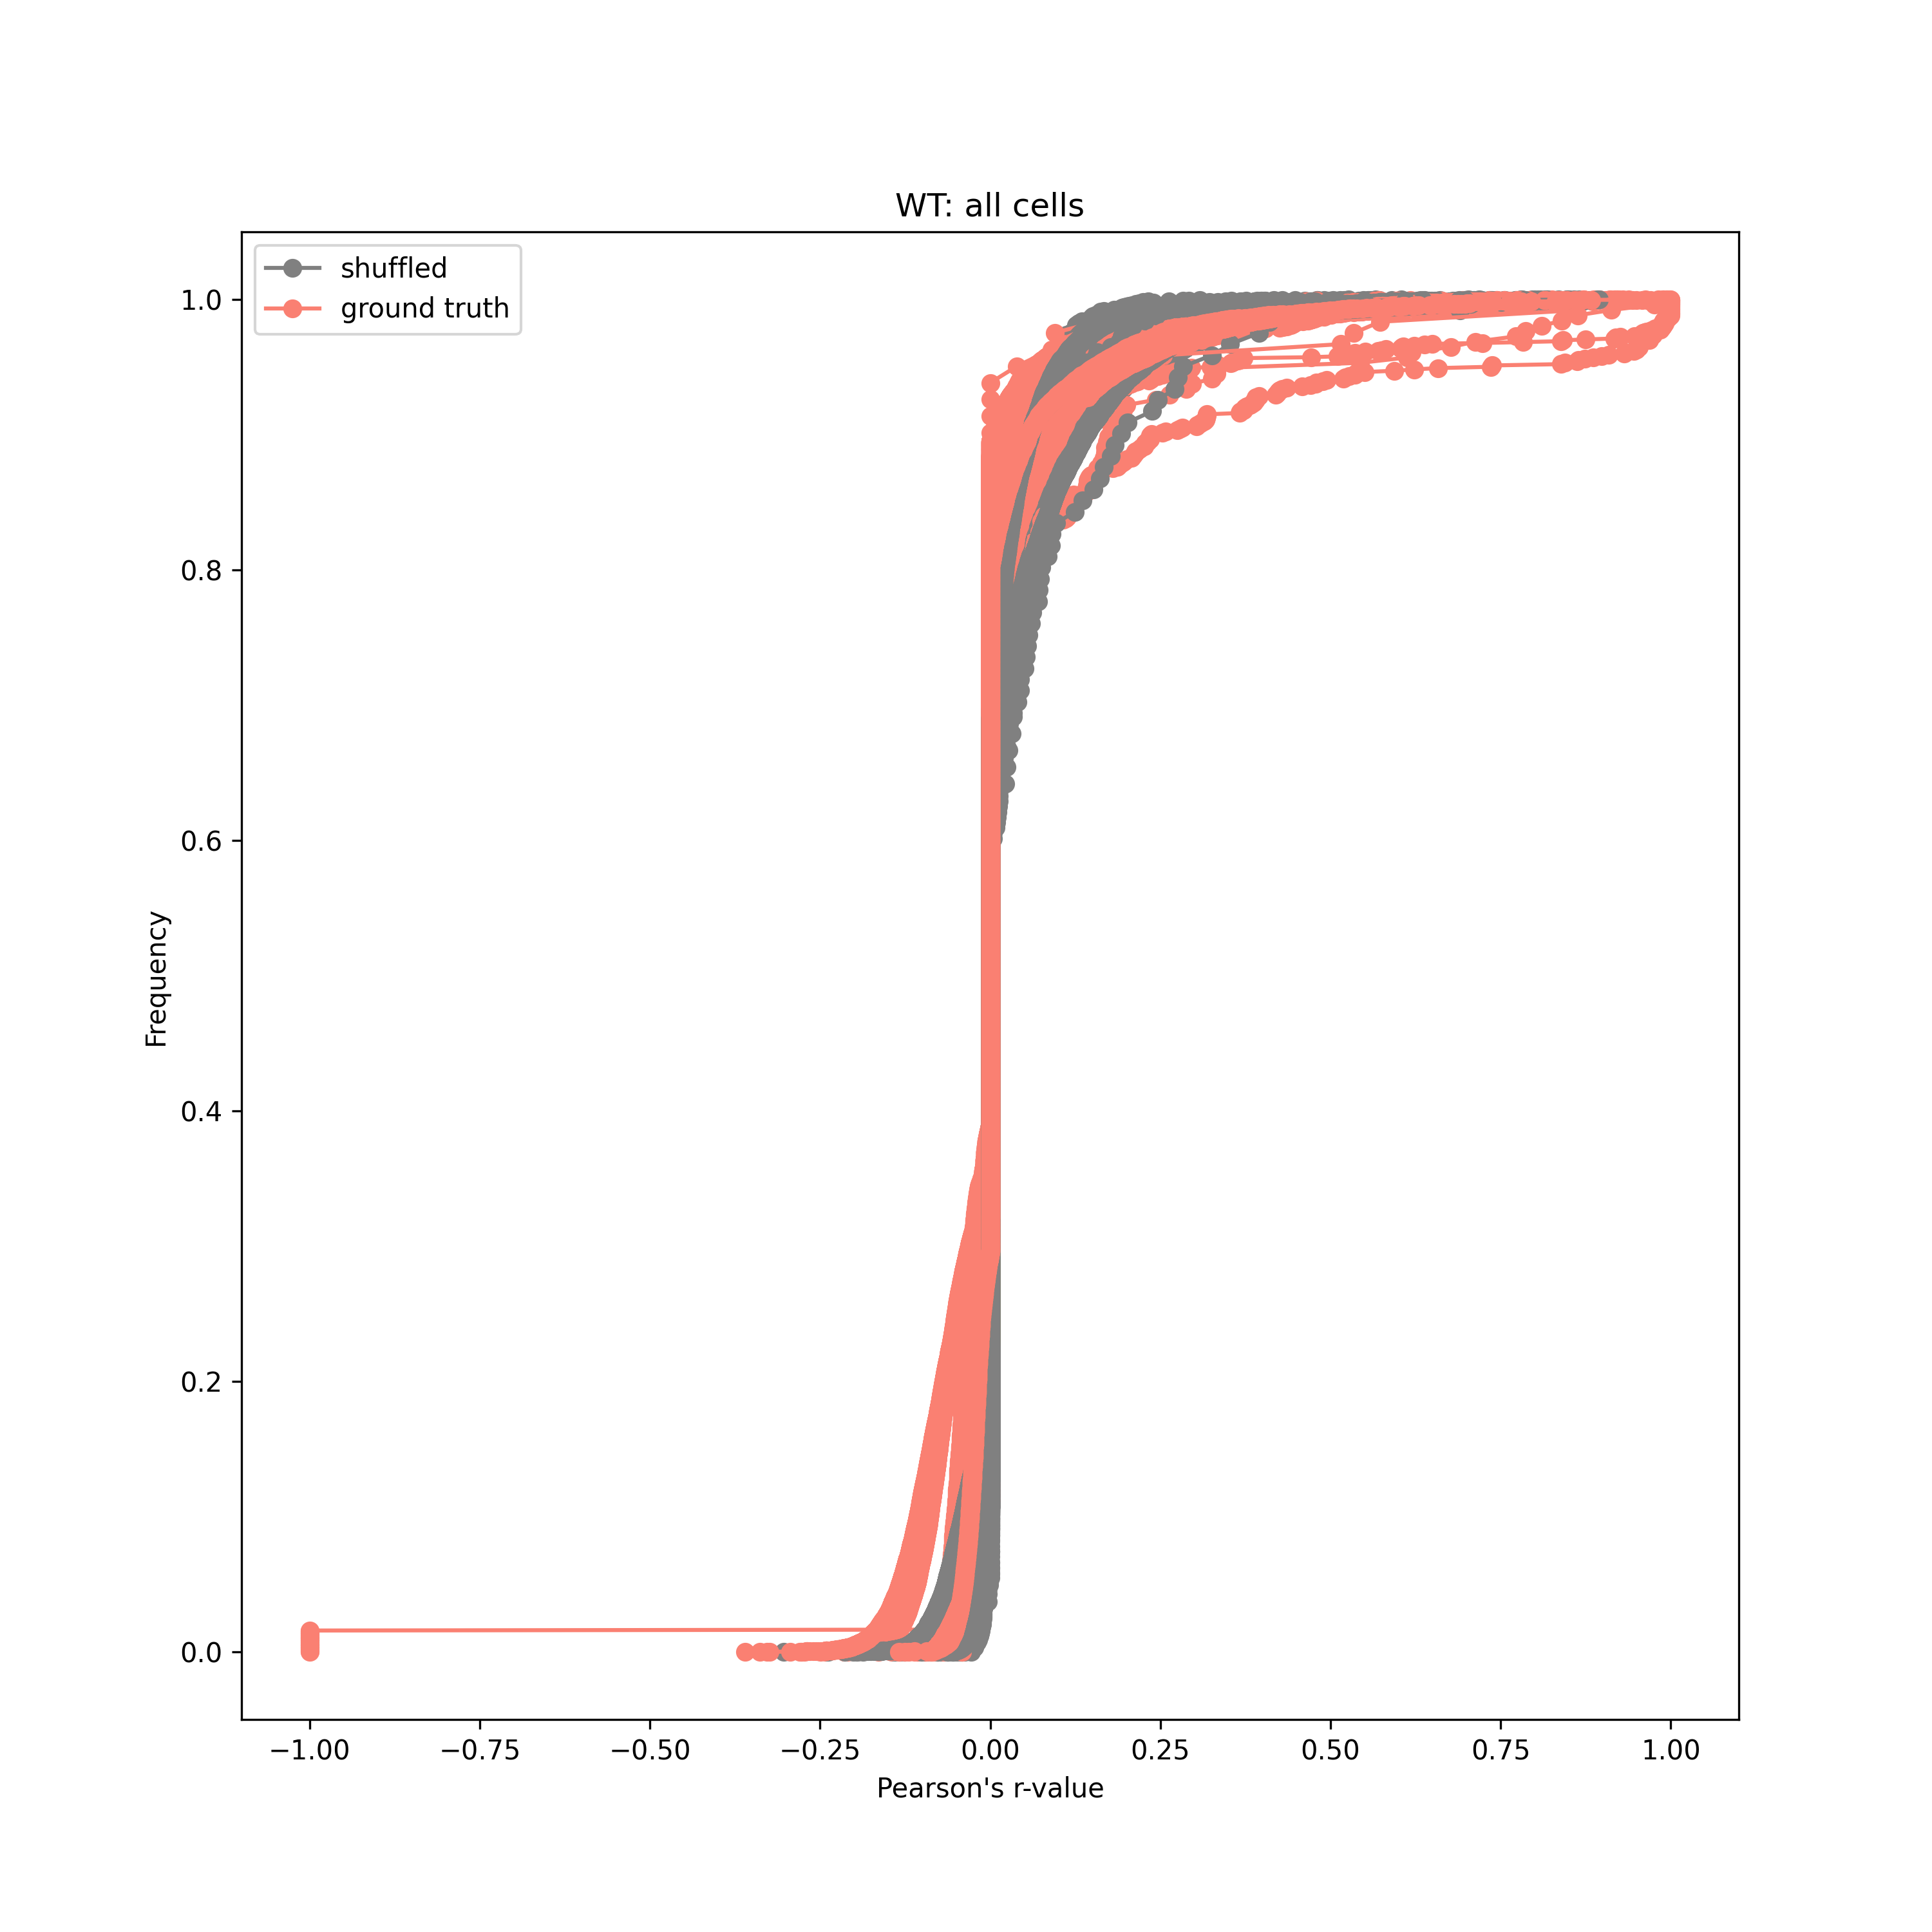 WT: all cells
shuffled
ground truth
1.0
0.8
0.6
0.4
0.2
0.0
Frequency
−1.00 −0.75 −0.50 −0.25 0.00 0.25 0.50 0.75 1.00
Pearson's r-value